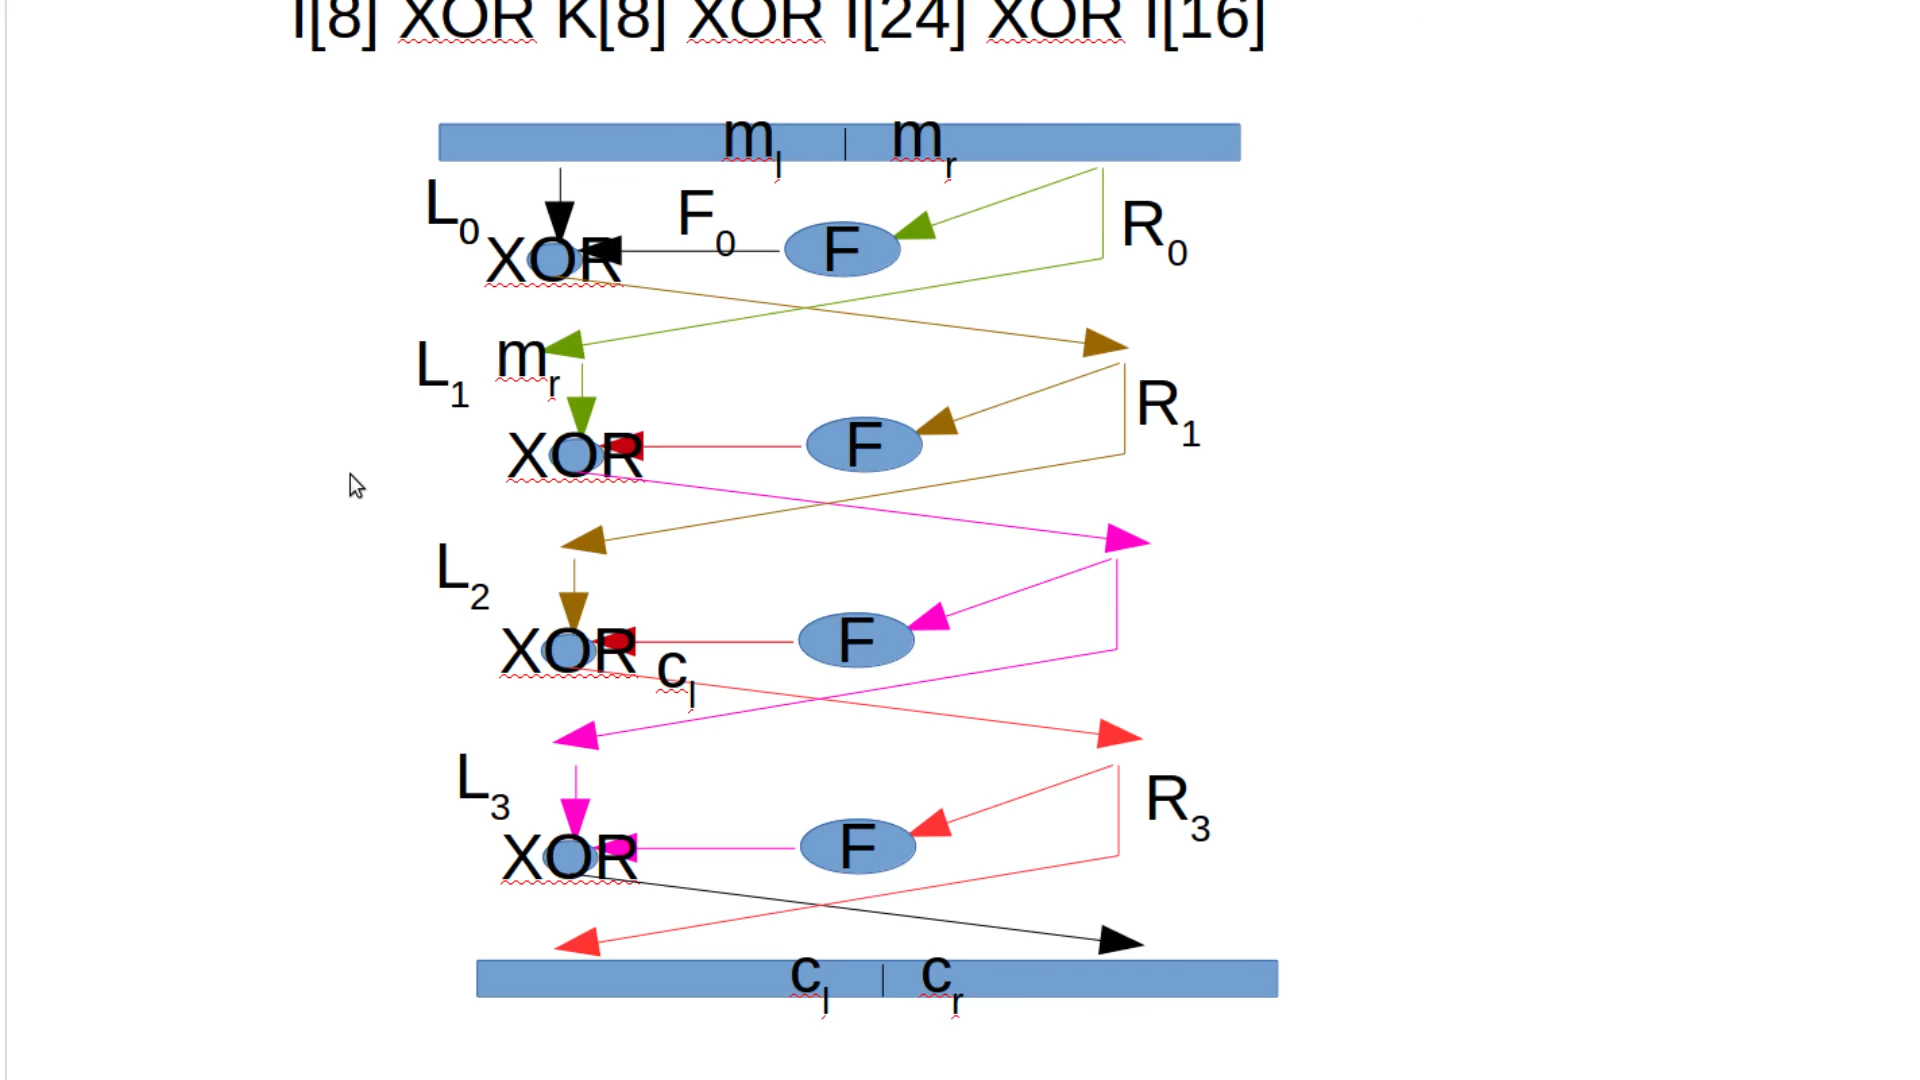 I[8] XOR K[8] XOR I[24] XOR I[16]
m_l | m_r
L_0 F_0 F R_0
XOR
L_1 m_r R_1
XOR F
L_2
XOR F
c_l
L_3 R_3
XOR F
c_l | c_r